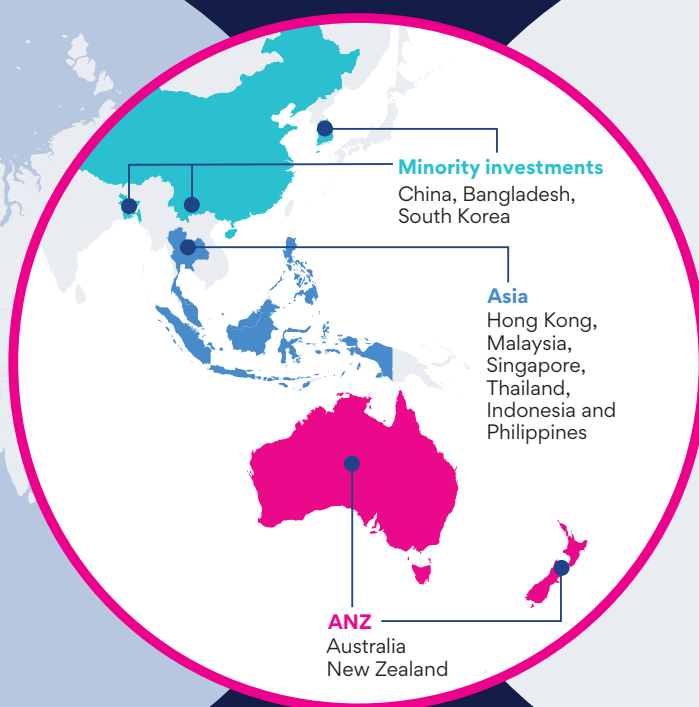 Minority investments
China, Bangladesh,
South Korea
Asia
Hong Kong,
Malaysia,
Singapore,
Thailand,
Indonesia and
Philippines
ANZ
Australia
New Zealand